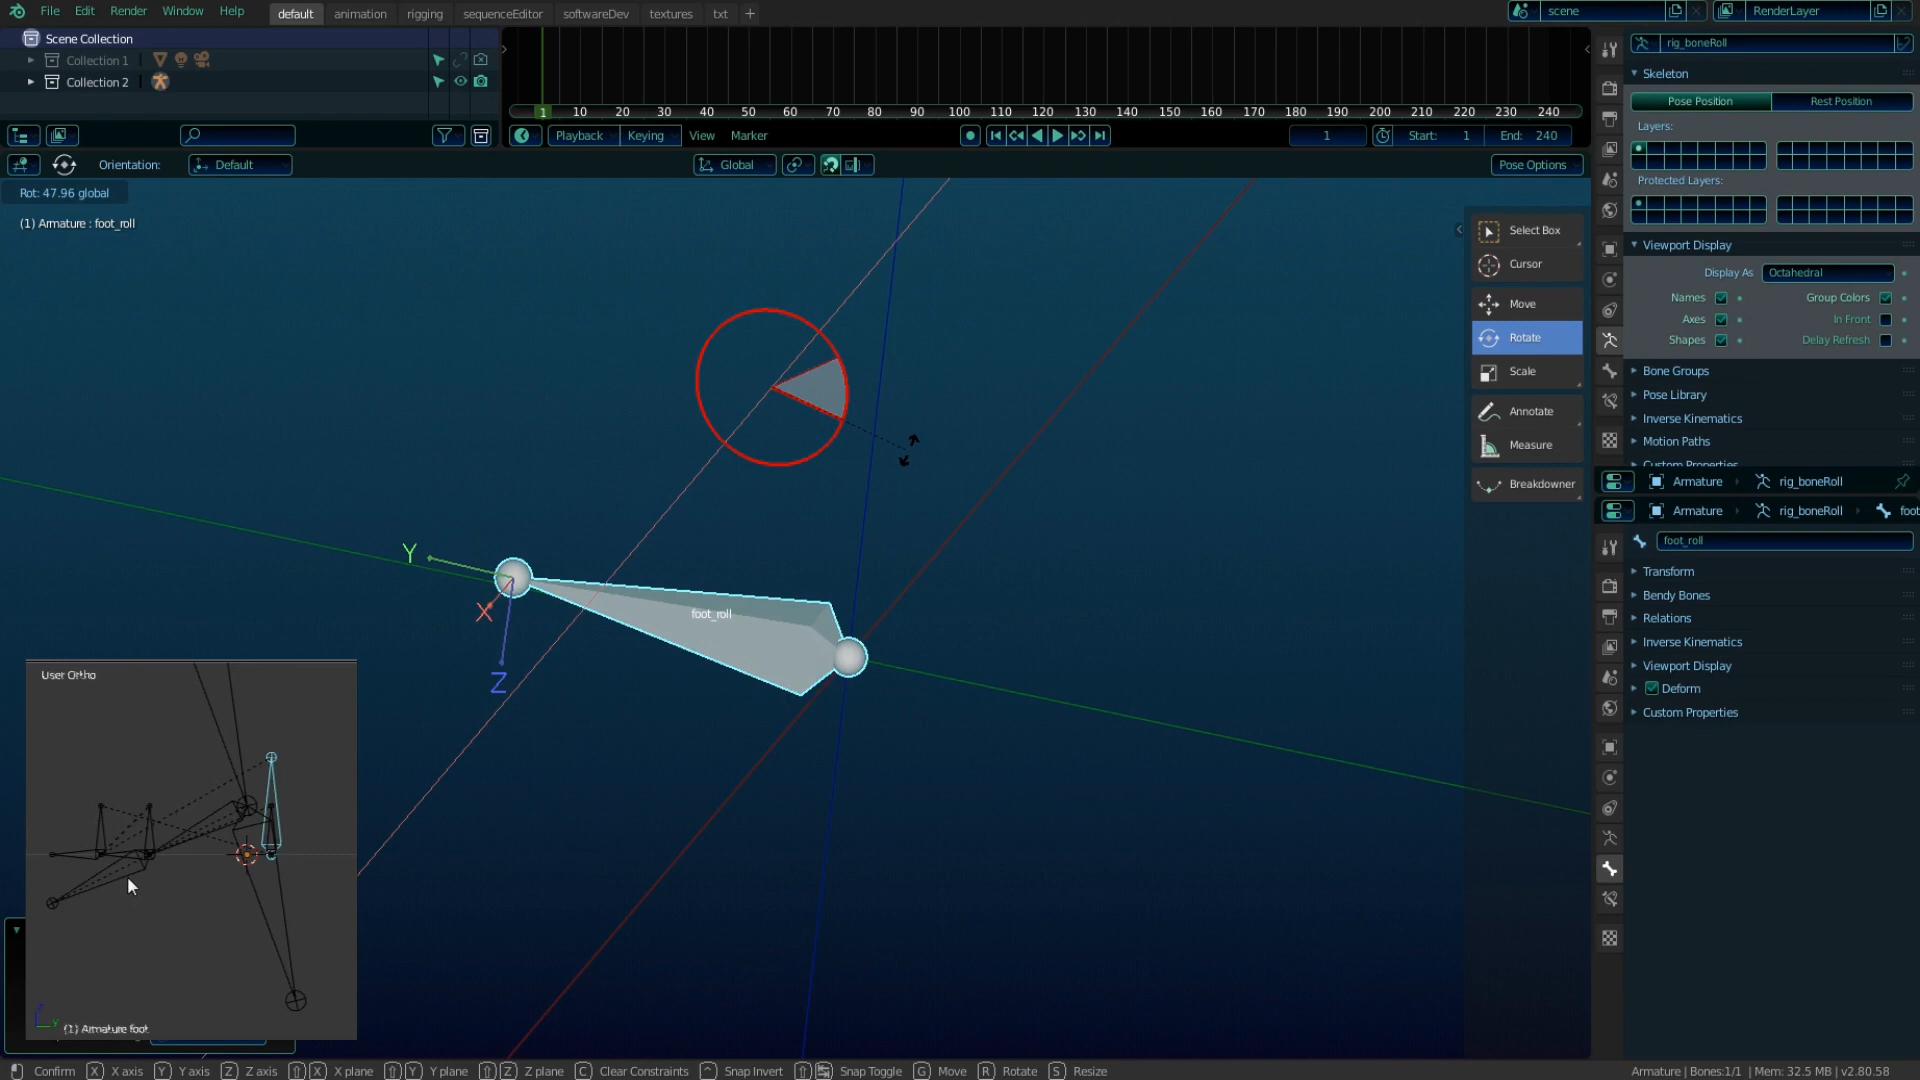 File Edit Render Window Help default animation rigging sequenceEditor softwareDev textures txt
scene RenderLayer
Scene Collection
Collection 1
Collection 2
1 10 20 30 40 50 60 70 80 90 100 110 120 130 140 150 160 170 180 190 200 210 220 230 240
Playback Keying View Marker 1 Start: 1 End: 240
Orientation: Default Global Pose Options
Rot: 47.96 global
(1) Armature : foot_roll
Y
X
Z
foot_roll
Select Box
Cursor
Move
Rotate
Scale
Annotate
Measure
Breakdowner
User Ortho
(1) Armature foot
rig_boneRoll
Skeleton
Pose Position Rest Position
Layers:
Protected Layers:
Viewport Display
Display As Octahedral
Names Group Colors
Axes In Front
Shapes Delay Refresh
Bone Groups
Pose Library
Inverse Kinematics
Motion Paths
Custom Properties
Armature rig_boneRoll
Armature rig_boneRoll foot
foot_roll
Transform
Bendy Bones
Relations
Inverse Kinematics
Viewport Display
Deform
Custom Properties
Confirm X X axis Y Y axis Z Z axis X X plane Y Y plane Z Z plane C Clear Constraints ^ Snap Invert Snap Toggle G Move R Rotate S Resize Armature | Bones:1/1 | Mem: 32.5 MB | v2.80.58